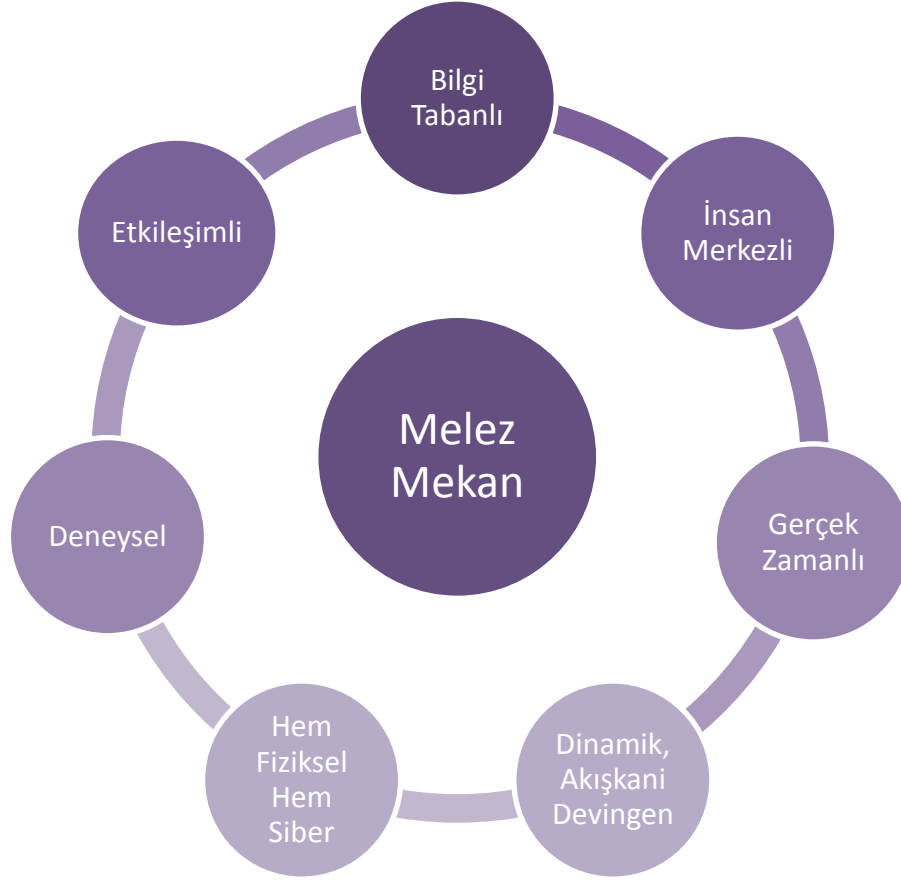 Bilgi
Tabanlı
İnsan
Merkezli
Gerçek
Zamanlı
Dinamik,
Akışkani
Devingen
Hem
Fiziksel
Hem
Siber
Deneysel
Etkileşimli
Melez
Mekan